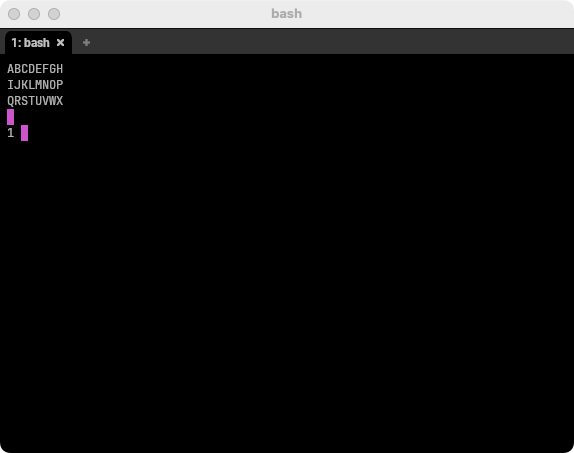 bash
1: bash × +
ABCDEFGH
IJKLMNOP
QRSTUVWX
1